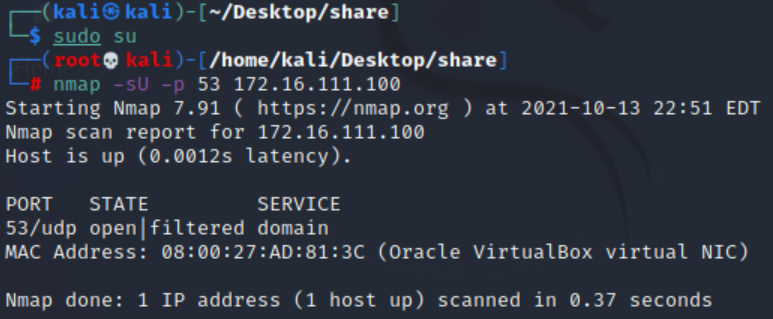 ┌──(kali㉿kali)-[~/Desktop/share]
└─$ sudo su
┌──(root💀kali)-[/home/kali/Desktop/share]
└─# nmap -sU -p 53 172.16.111.100
Starting Nmap 7.91 ( https://nmap.org ) at 2021-10-13 22:51 EDT
Nmap scan report for 172.16.111.100
Host is up (0.0012s latency).
PORT   STATE         SERVICE
53/udp open|filtered domain
MAC Address: 08:00:27:AD:81:3C (Oracle VirtualBox virtual NIC)
Nmap done: 1 IP address (1 host up) scanned in 0.37 seconds